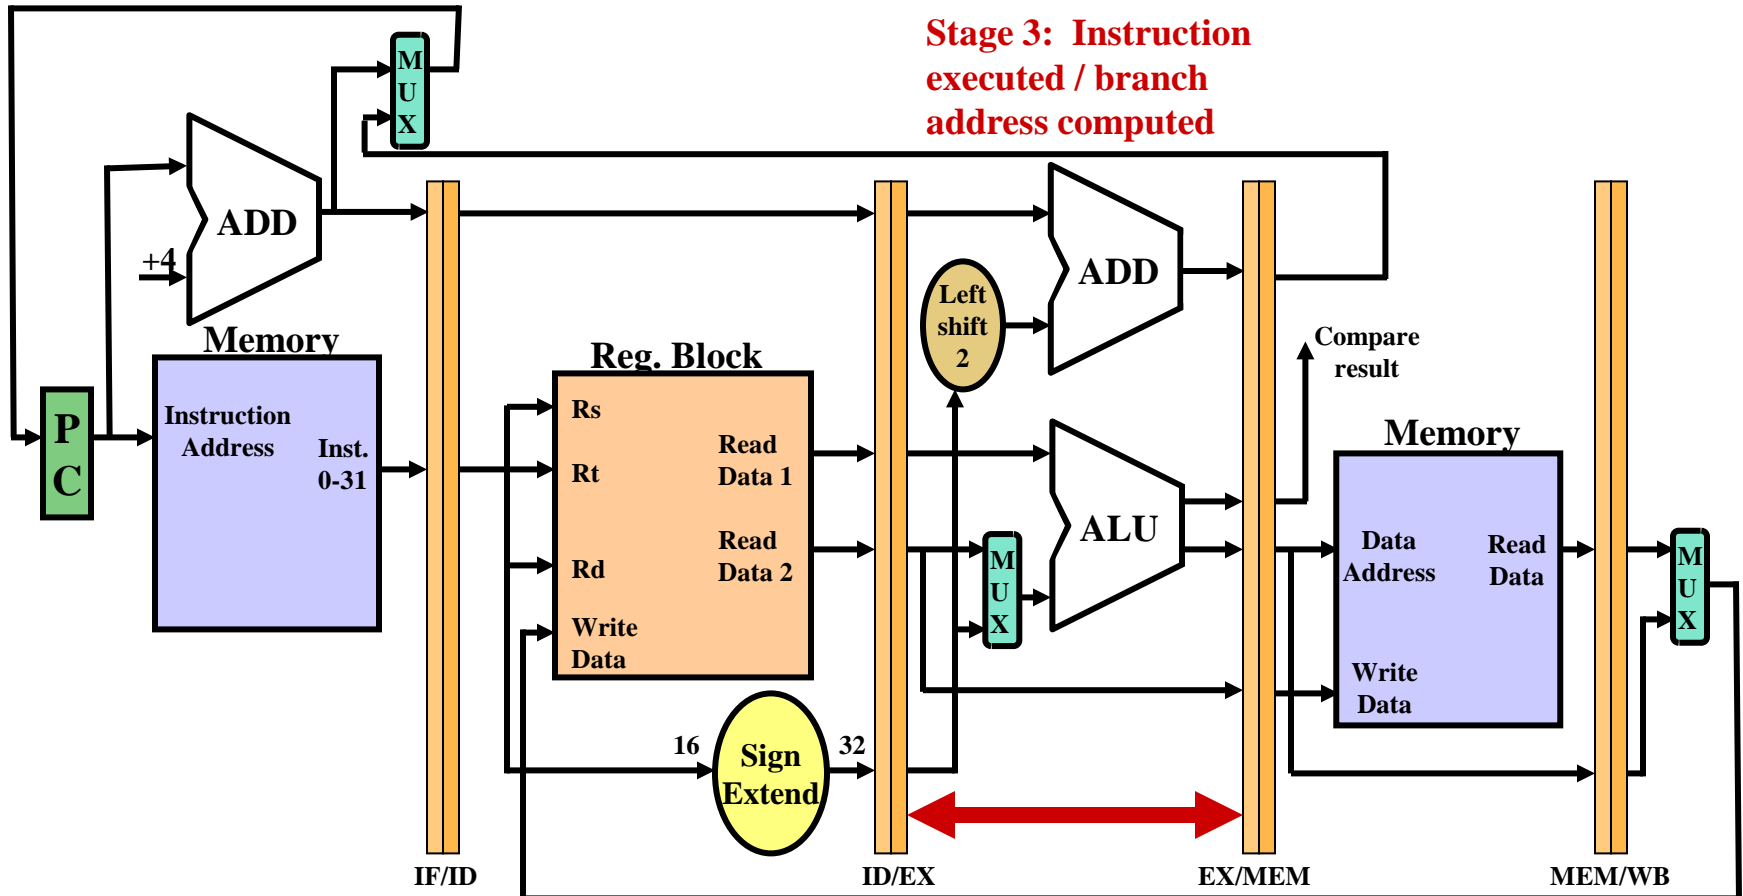 Stage 3:  Instruction
executed / branch
address computed
M
U
X
ADD
+4
ADD
Left
shift
2
Memory
Compare
result
Reg. Block
P
C
Instruction
Address
Inst.
0-31
Rs
Rt
Rd
Write
Data
Read
Data 1
Read
Data 2
M
U
X
ALU
Memory
Data
Address
Read
Data
Write
Data
M
U
X
16
Sign
Extend
32
IF/ID
ID/EX
EX/MEM
MEM/WB